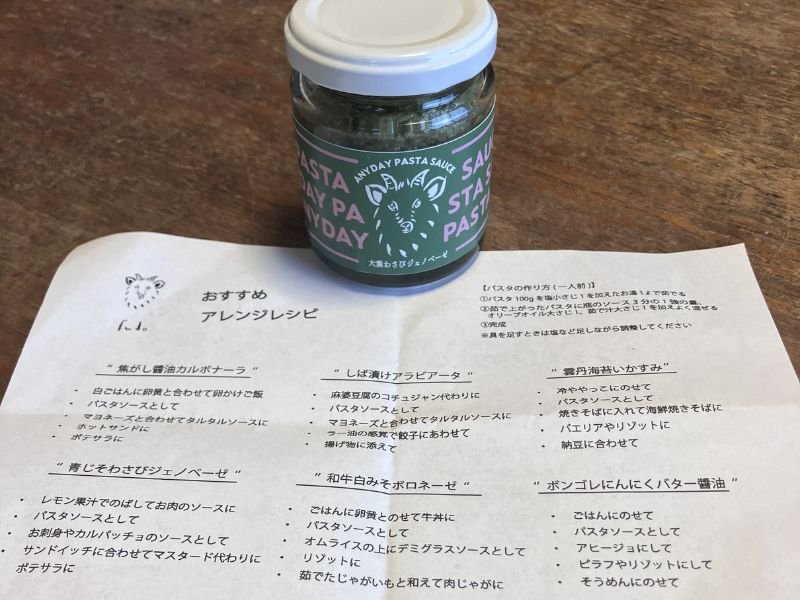 PASTA
DAY PA
ANYDAY
ANYDAY PASTA SAUCE
SAUC
STA S
PASTA
大葉わさびジェノベーゼ
おすすめ
アレンジレシピ
【パスタの作り方(一人前)】
①パスタ100gを塩小さじ1を加えたお湯1ℓで茹でる
②茹で上がったパスタに瓶のソース3分の1強の量、
オリーブオイル大さじ1、茹で汁大さじ1を加えよく混ぜる
③完成
※具を足すときは塩など足しながら調整してください
“ 焦がし醬油カルボナーラ ”
・ 白ごはんに卵黄と合わせて卵かけご飯
・ パスタソースとして
・ マヨネーズと合わせてタルタルソースに
・ ホットサンドに
・ ポテサラに
“ しば漬けアラビアータ ”
・ 麻婆豆腐のコチュジャン代わりに
・ パスタソースとして
・ マヨネーズと合わせてタルタルソースに
・ ラー油の感覚で餃子にあわせて
・ 揚げ物に添えて
“ 雲丹海苔いかすみ ”
・ 冷ややっこにのせて
・ パスタソースとして
・ 焼きそばに入れて海鮮焼きそばに
・ パエリアやリゾットに
・ 納豆に合わせて
“ 青じそわさびジェノベーゼ ”
・ レモン果汁でのばしてお肉のソースに
・ パスタソースとして
・ お刺身やカルパッチョのソースとして
・ サンドイッチに合わせてマスタード代わりに
ポテサラに
“ 和牛白みそボロネーゼ ”
・ ごはんに卵黄とのせて牛丼に
・ パスタソースとして
・ オムライスの上にデミグラスソースとして
・ リゾットに
・ 茹でたじゃがいもと和えて肉じゃがに
“ ボンゴレにんにくバター醬油 ”
・ ごはんにのせて
・ パスタソースとして
・ アヒージョにして
・ ピラフやリゾットにして
・ そうめんにのせて